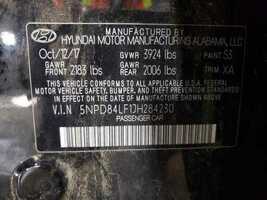 HYUNDAI MOTOR MANUFACTURING ALABAMA, LLC
Oct/12/17 GVWR 3924 lbs PAINT S3
GAWR GAWR TRIM
FRONT 2183 lbs REAR 2006 lbs XA
THIS VEHICLE CONFORMS TO ALL APPLICABLE
U.S. FEDERAL MOTOR VEHICLE SAFETY, BUMPER,
AND THEFT PREVENTION STANDARDS IN EFFECT ON
THE DATE OF MANUFACTURE SHOWN ABOVE.
V.I.N 5NPD84LF1JH284230
PASSENGER CAR